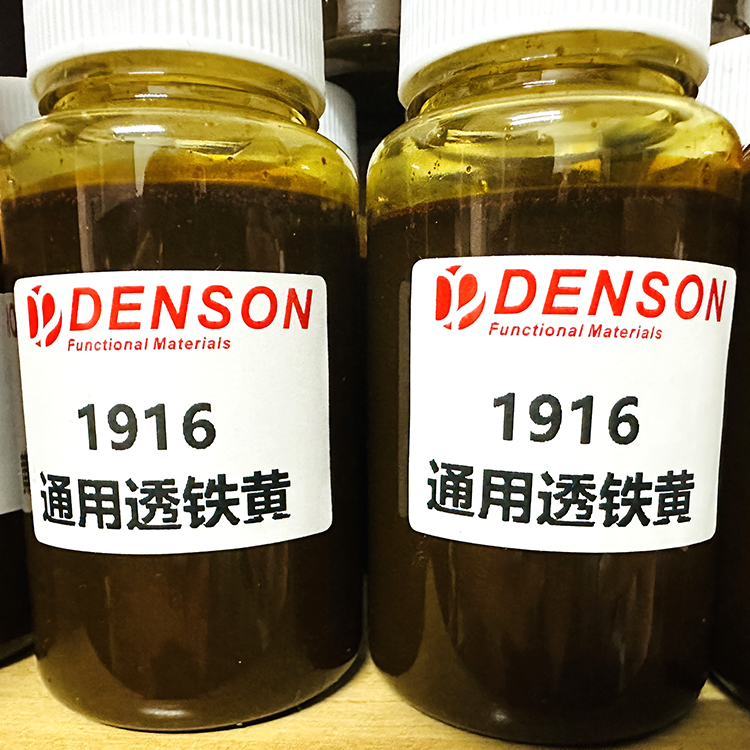 DENSON
Functional Materials
1916
通用透铁黄
DENSON
Functional Materials
1916
通用透铁黄